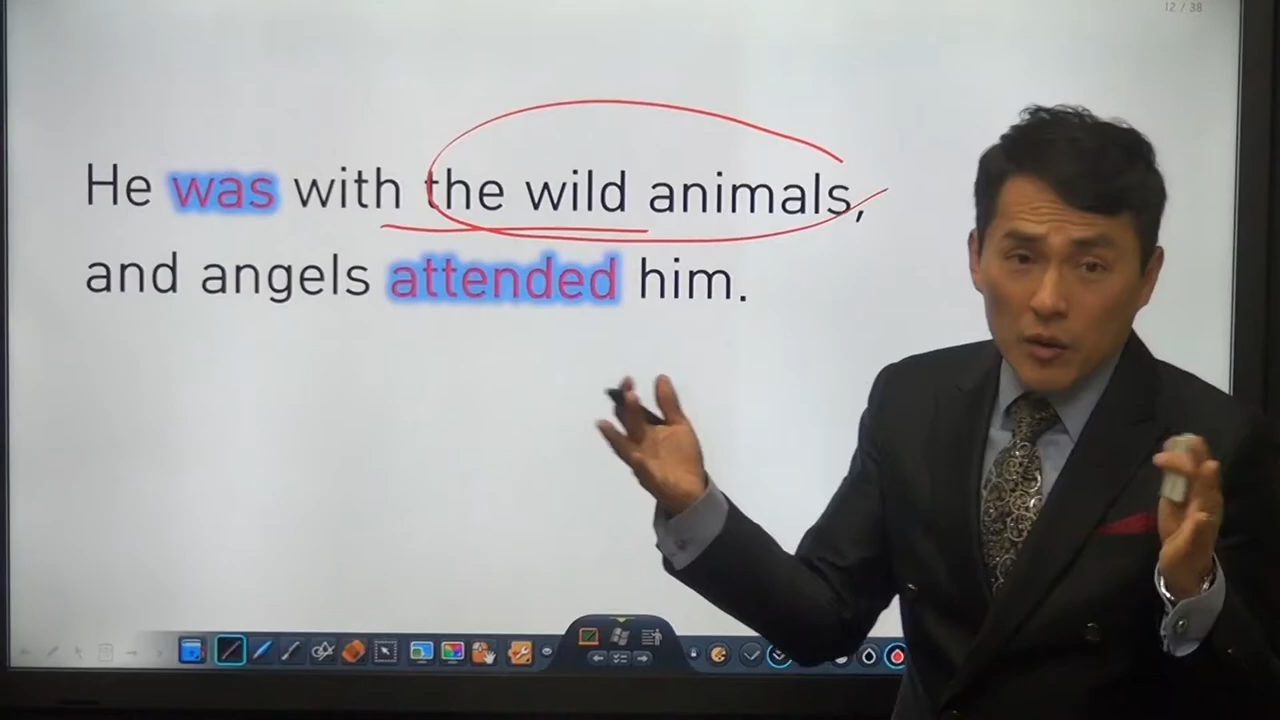 12 / 38
He was with the wild animals,
and angels attended him.